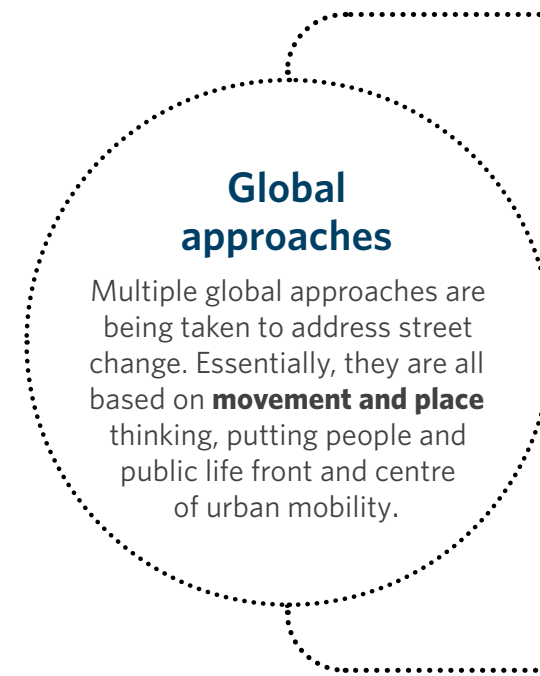 Global
approaches
Multiple global approaches are
being taken to address street
change. Essentially, they are all
based on movement and place
thinking, putting people and
public life front and centre
of urban mobility.